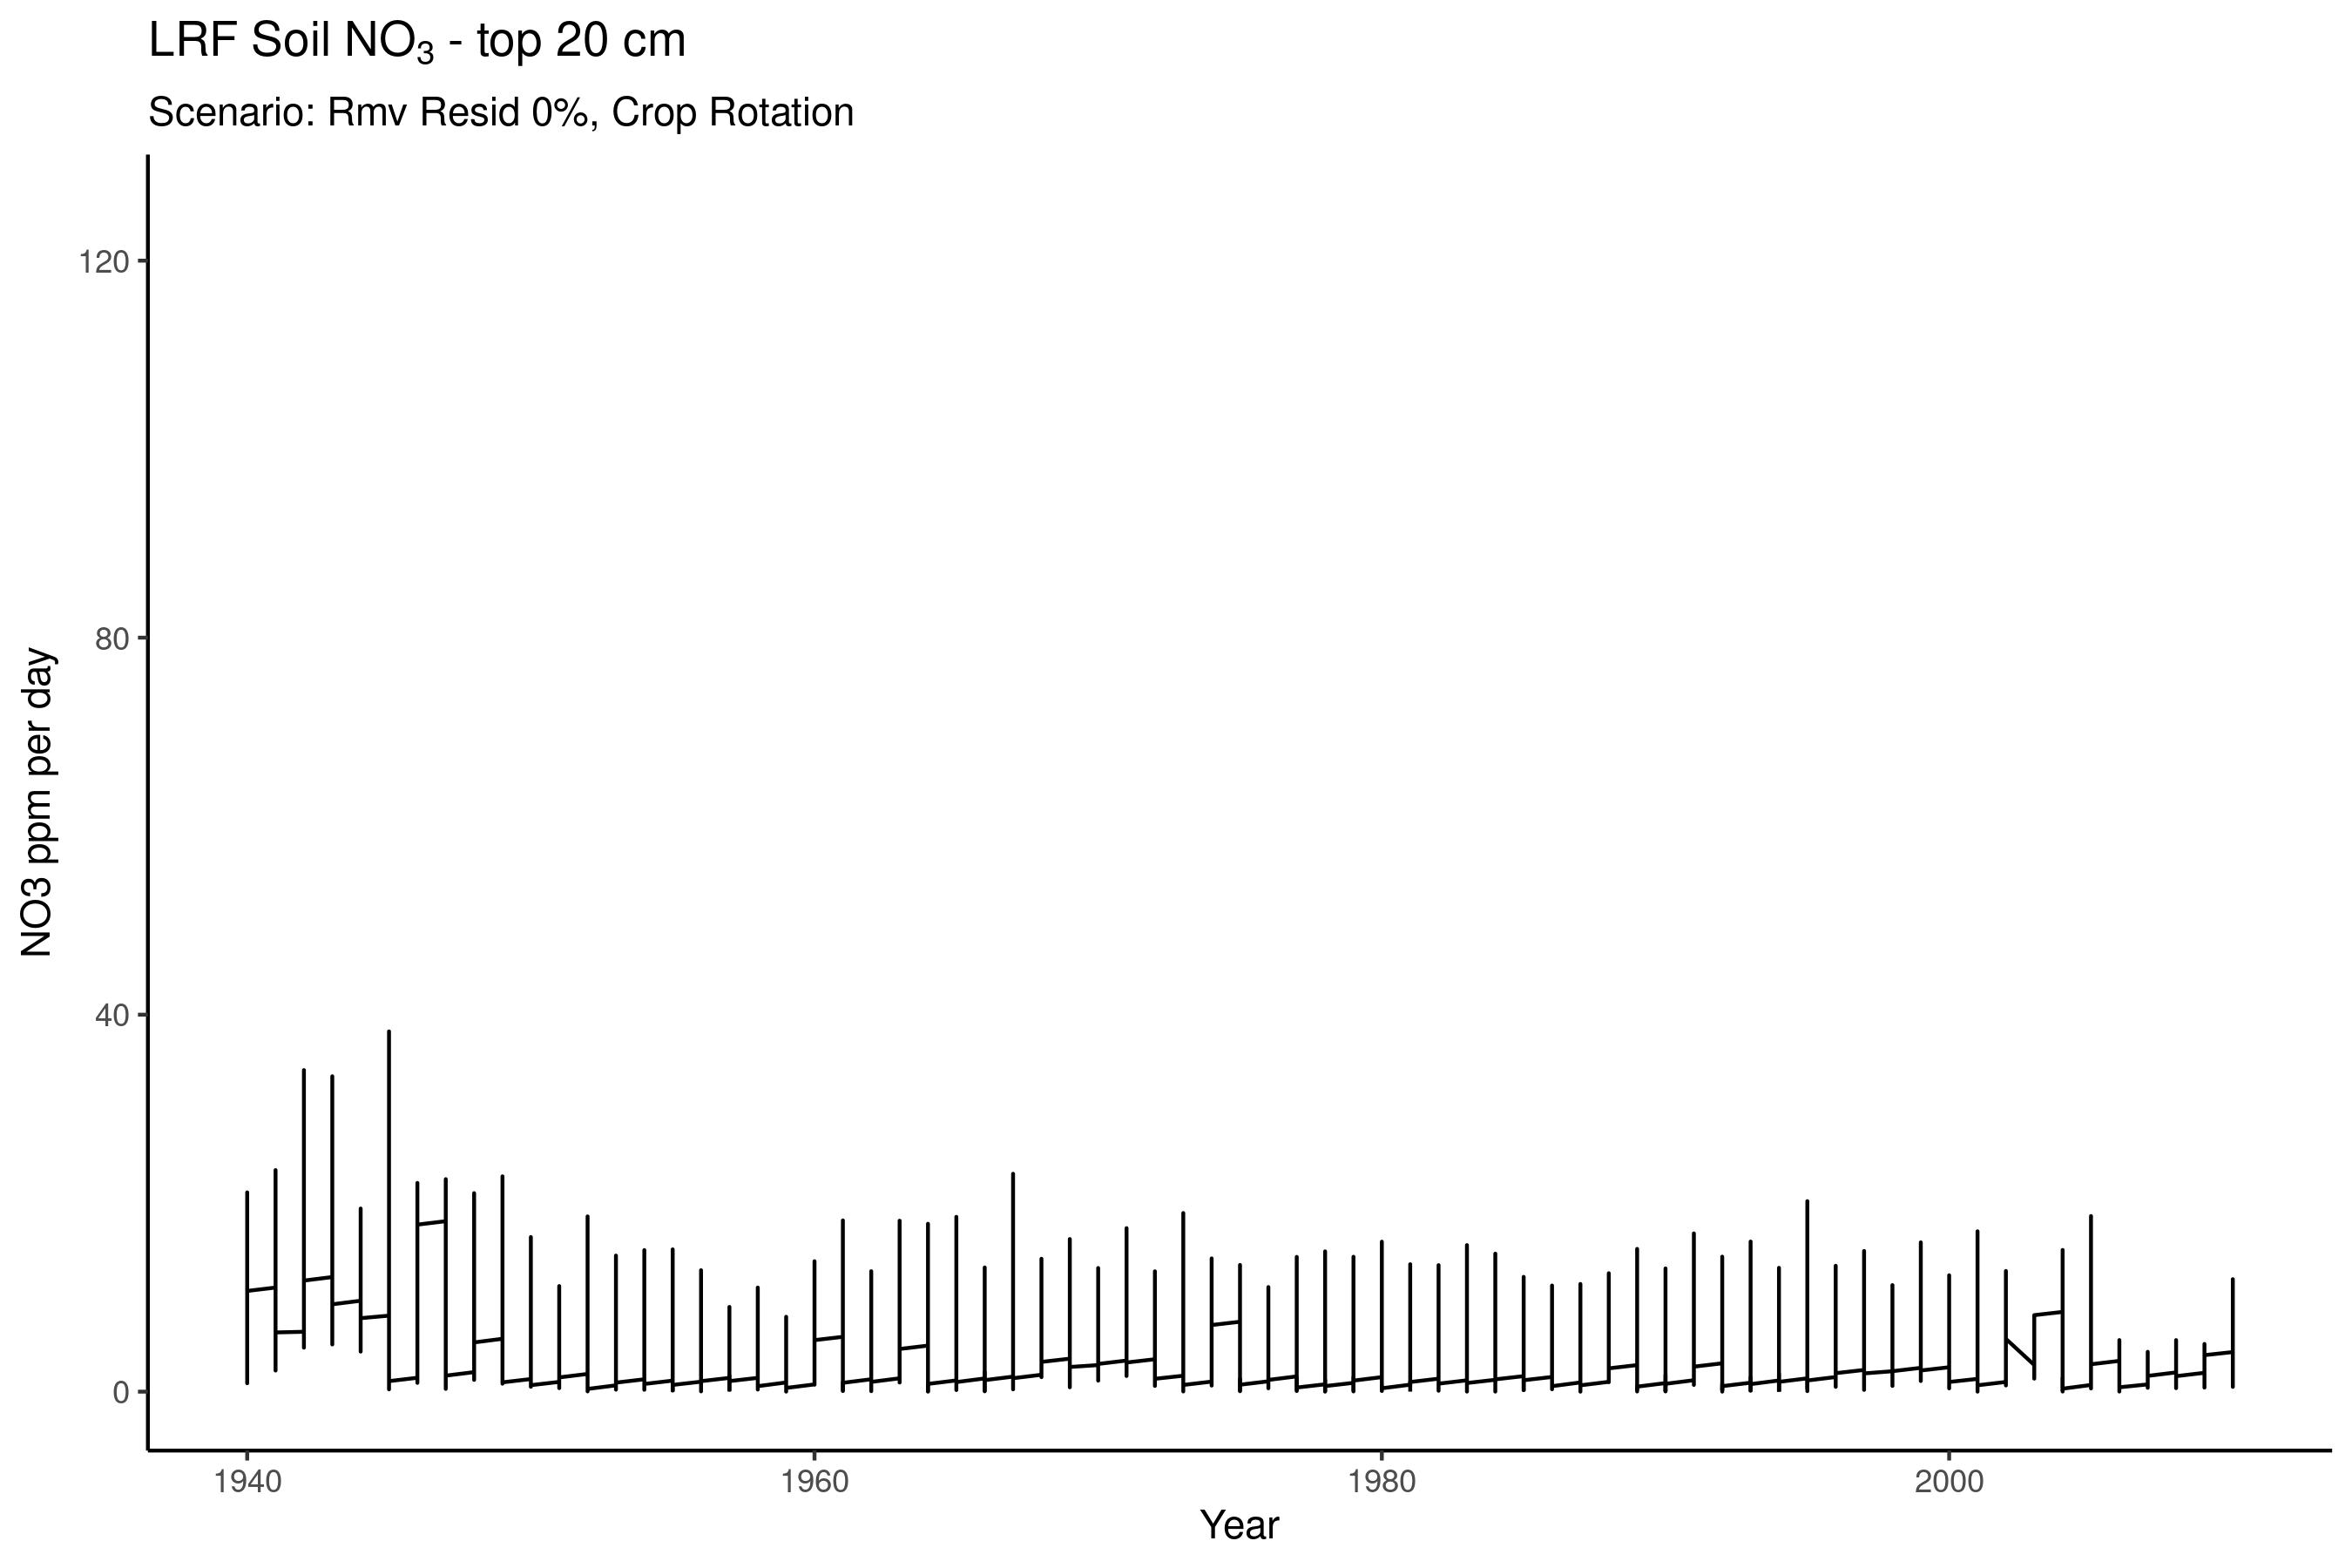 LRF Soil NO₃ - top 20 cm
Scenario: Rmv Resid 0%, Crop Rotation
NO3 ppm per day
120
80
40
0
1940 1960 1980 2000
Year